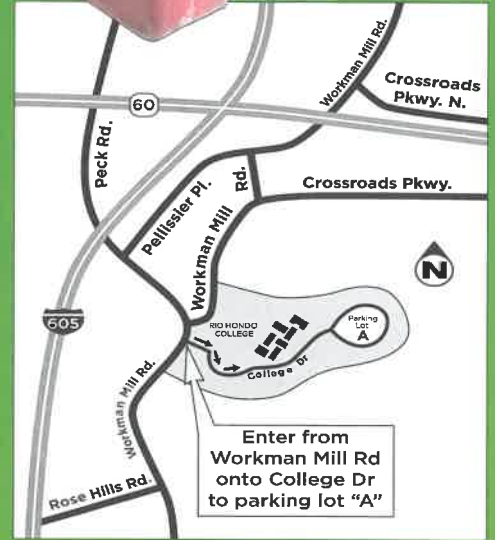 Workman Mill Rd.
Crossroads
Pkwy. N.
60
Peck Rd.
Pellissier Pl.
Workman Mill
Rd.
Crossroads Pkwy.
N
605
RIO HONDO
COLLEGE
Parking
Lot
A
College Dr
Workman Mill Rd.
Enter from
Workman Mill Rd
onto College Dr
to parking lot “A”
Rose Hills Rd.